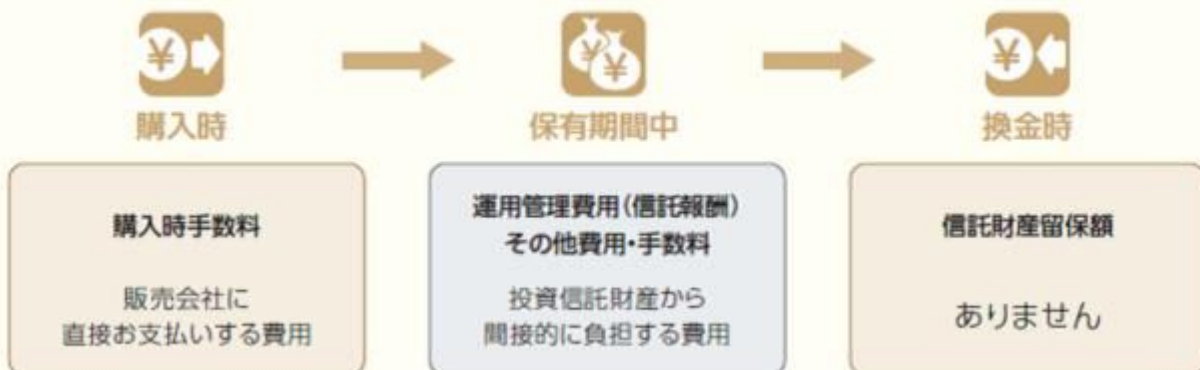 ¥
購入時
購入時手数料
販売会社に
直接お支払いする費用
¥
¥
保有期間中
運用管理費用(信託報酬)
その他費用・手数料
投資信託財産から
間接的に負担する費用
¥
換金時
信託財産留保額
ありません